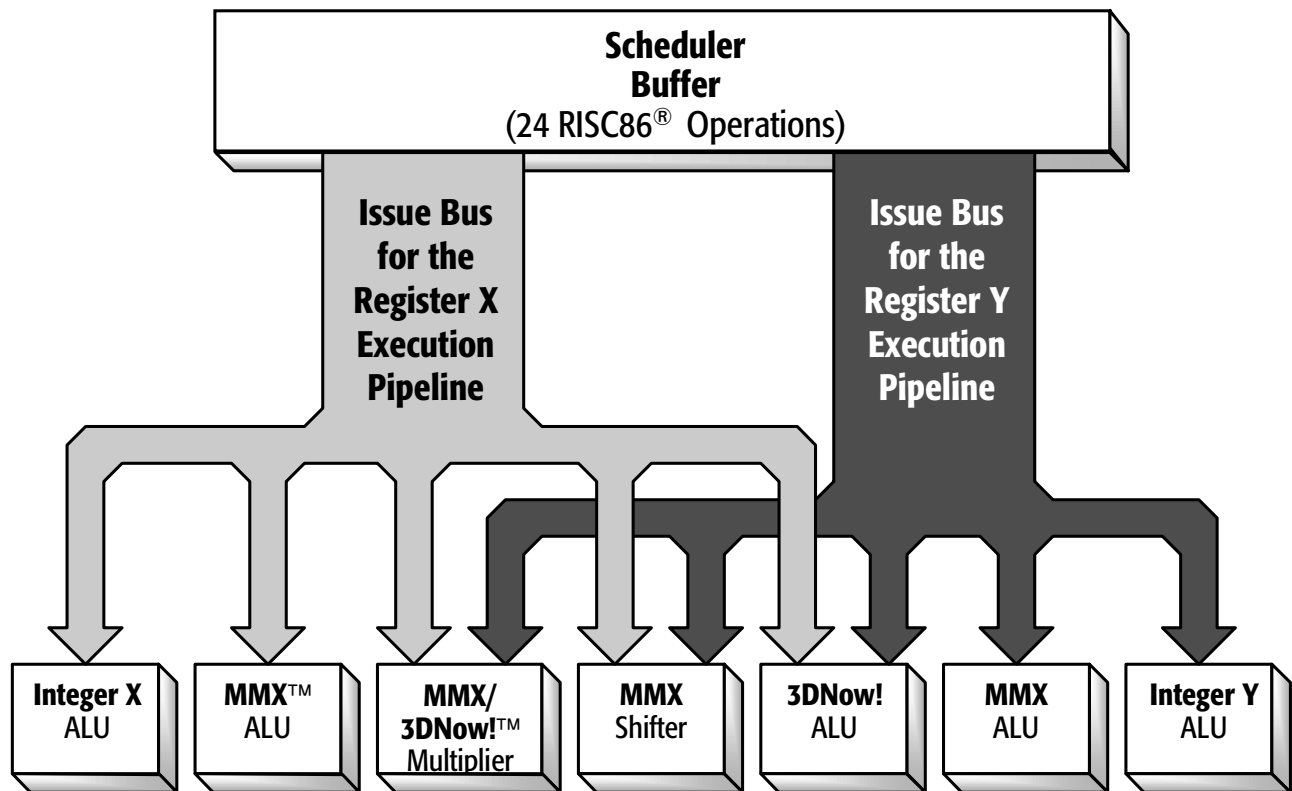 Scheduler
Buffer
(24 RISC86® Operations)
Issue Bus
for the
Register X
Execution
Pipeline
Issue Bus
for the
Register Y
Execution
Pipeline
Integer X
ALU
MMX™
ALU
MMX/
3DNow!™
Multiplier
MMX
Shifter
3DNow!
ALU
MMX
ALU
Integer Y
ALU